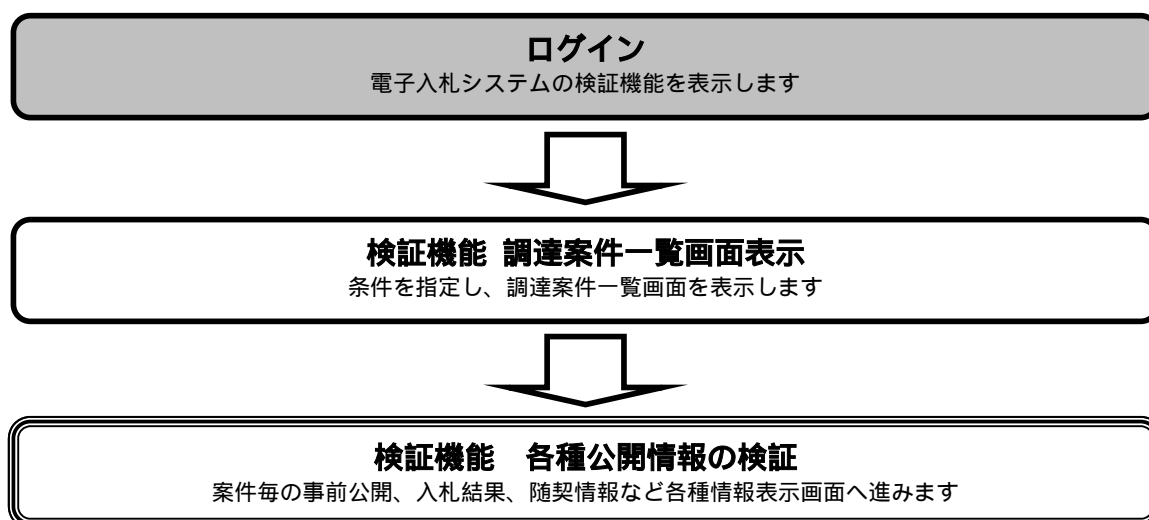 ログイン
電子入札システムの検証機能を表示します
検証機能 調達案件一覧画面表示
条件を指定し、調達案件一覧画面を表示します
検証機能　各種公開情報の検証
案件毎の事前公開、入札結果、随契情報など各種情報表示画面へ進みます